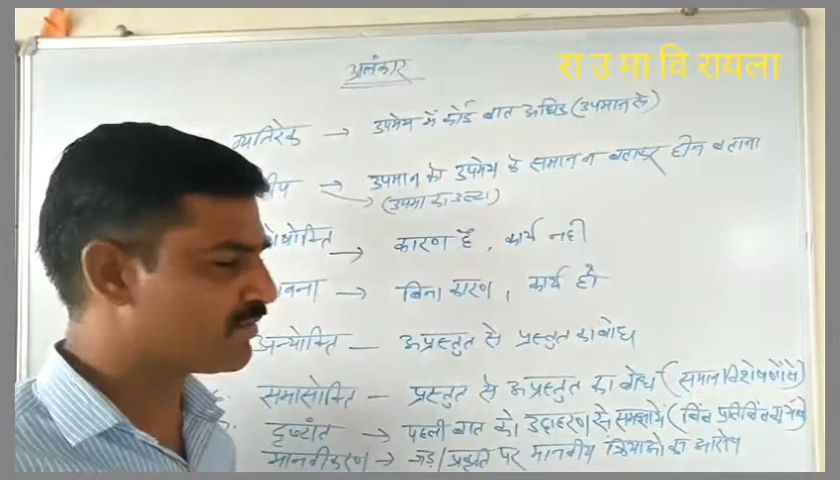 रा उ मा वि रायला
अलंकार
व्यतिरेक → उपमेय में कोई बात अधिक (उपमान से)
ीप → उपमान को उपमेय के समान न बताकर हीन बताना
→ (उपमा का उल्टा)
शेषोक्ति → कारण है, कार्य नहीं
ावना → बिना कारण, कार्य हो
अन्योक्ति – अप्रस्तुत से प्रस्तुत का बोध
समासोक्ति – प्रस्तुत से अप्रस्तुत का बोध (समान विशेषणों से)
दृष्टांत → पहली बात को उदाहरण से समझाये (बिंब प्रतिबिंब
मानवीकरण → जड़/प्रकृति पर मानवीय क्रियाओं का आरोप